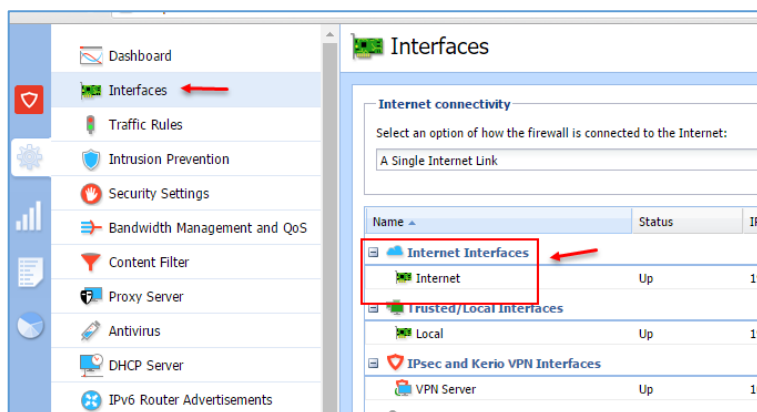 Dashboard
Interfaces
Traffic Rules
Intrusion Prevention
Security Settings
Bandwidth Management and QoS
Content Filter
Proxy Server
Antivirus
DHCP Server
IPv6 Router Advertisements
Interfaces
Internet connectivity
Select an option of how the firewall is connected to the Internet:
A Single Internet Link
Name Status
Internet Interfaces
Internet Up
Trusted/Local Interfaces
Local Up
IPsec and Kerio VPN Interfaces
VPN Server Up